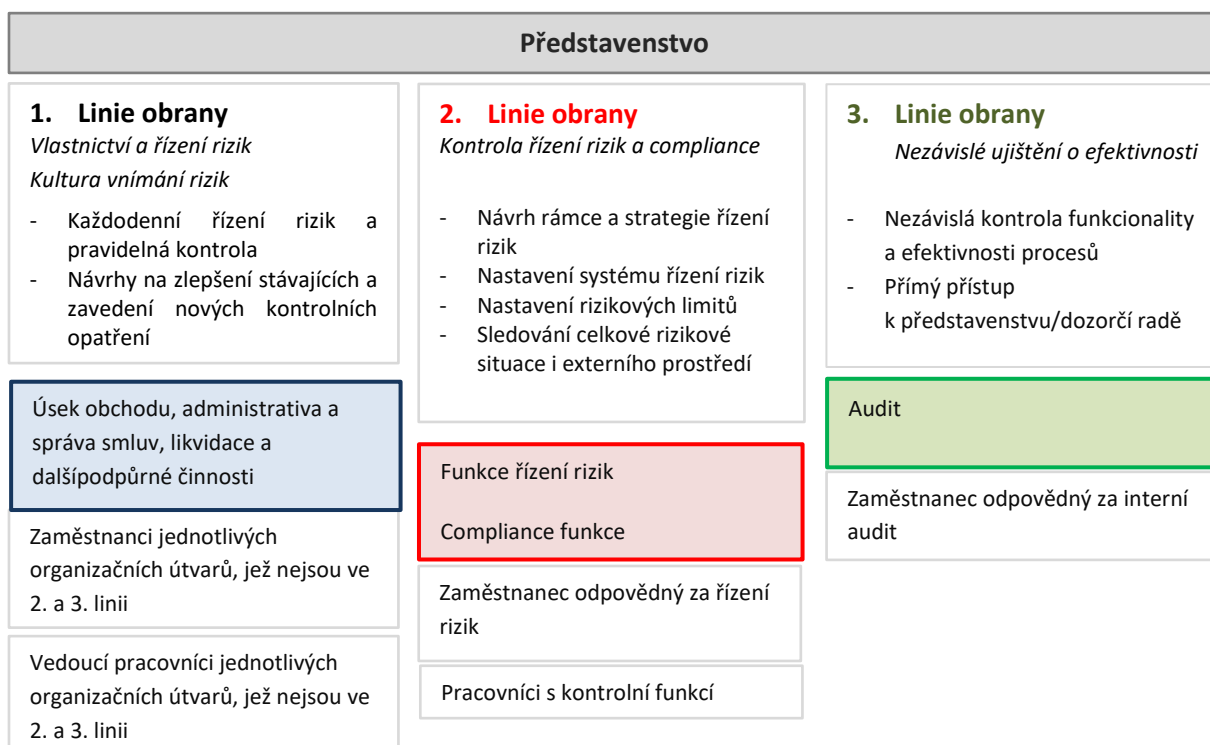 Představenstvo
1. Linie obrany
Vlastnictví a řízení rizik
Kultura vnímání rizik
- Každodenní řízení rizik a
pravidelná kontrola
- Návrhy na zlepšení stávajících a
zavedení nových kontrolních
opatření
Úsek obchodu, administrativa a
správa smluv, likvidace a
dalšípodpůrné činnosti
Zaměstnanci jednotlivých
organizačních útvarů, jež nejsou ve
2. a 3. linii
Vedoucí pracovníci jednotlivých
organizačních útvarů, jež nejsou ve
2. a 3. linii
2. Linie obrany
Kontrola řízení rizik a compliance
- Návrh rámce a strategie řízení
rizik
- Nastavení systému řízení rizik
- Nastavení rizikových limitů
- Sledování celkové rizikové
situace i externího prostředí
Funkce řízení rizik
Compliance funkce
Zaměstnanec odpovědný za řízení
rizik
Pracovníci s kontrolní funkcí
3. Linie obrany
Nezávislé ujištění o efektivnosti
- Nezávislá kontrola funkcionality
a efektivnosti procesů
- Přímý přístup
k představenstvu/dozorčí radě
Audit
Zaměstnanec odpovědný za interní
audit